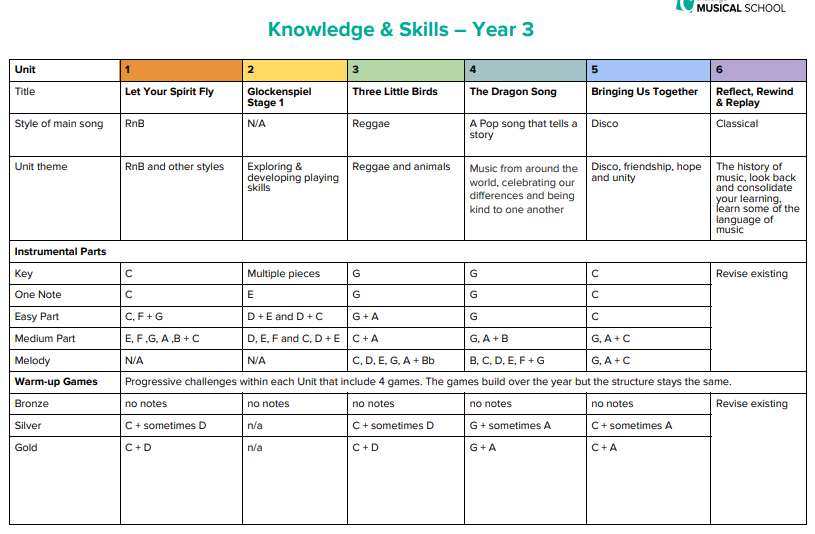 MUSICAL SCHOOL
Knowledge & Skills – Year 3
Unit 1 2 3 4 5 6
Title Let Your Spirit Fly Glockenspiel Stage 1 Three Little Birds The Dragon Song Bringing Us Together Reflect, Rewind & Replay
Style of main song RnB N/A Reggae A Pop song that tells a story Disco Classical
Unit theme RnB and other styles Exploring & developing playing skills Reggae and animals Music from around the world, celebrating our differences and being kind to one another Disco, friendship, hope and unity The history of music, look back and consolidate your learning, learn some of the language of music
Instrumental Parts
Key C Multiple pieces G G C Revise existing
One Note C E G G C
Easy Part C, F + G D + E and D + C G + A G C
Medium Part E, F ,G, A ,B + C D, E, F and C, D + E C + A G, A + B G, A + C
Melody N/A N/A C, D, E, G, A + Bb B, C, D, E, F + G G, A + C
Warm-up Games Progressive challenges within each Unit that include 4 games. The games build over the year but the structure stays the same.
Bronze no notes no notes no notes no notes no notes Revise existing
Silver C + sometimes D n/a C + sometimes D G + sometimes A C + sometimes A
Gold C + D n/a C + D G + A C + A